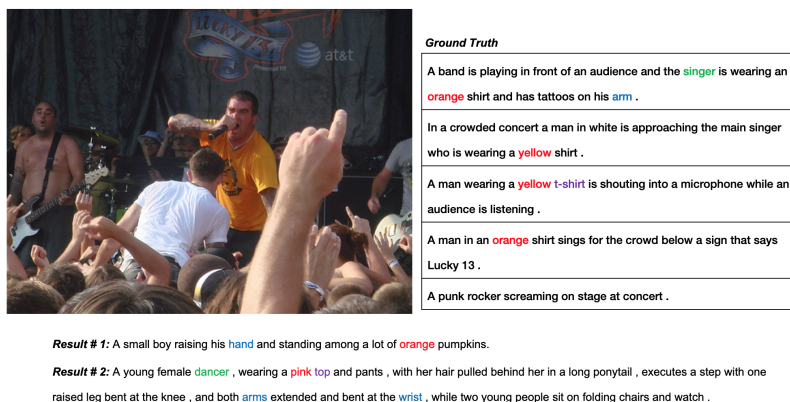 LUCKY 13
Presented by
at&t
Ground Truth
A band is playing in front of an audience and the singer is wearing an
orange shirt and has tattoos on his arm .
In a crowded concert a man in white is approaching the main singer
who is wearing a yellow shirt .
A man wearing a yellow t-shirt is shouting into a microphone while an
audience is listening .
A man in an orange shirt sings for the crowd below a sign that says
Lucky 13 .
A punk rocker screaming on stage at concert .
Result # 1: A small boy raising his hand and standing among a lot of orange pumpkins.
Result # 2: A young female dancer , wearing a pink top and pants , with her hair pulled behind her in a long ponytail , executes a step with one
raised leg bent at the knee , and both arms extended and bent at the wrist , while two young people sit on folding chairs and watch .